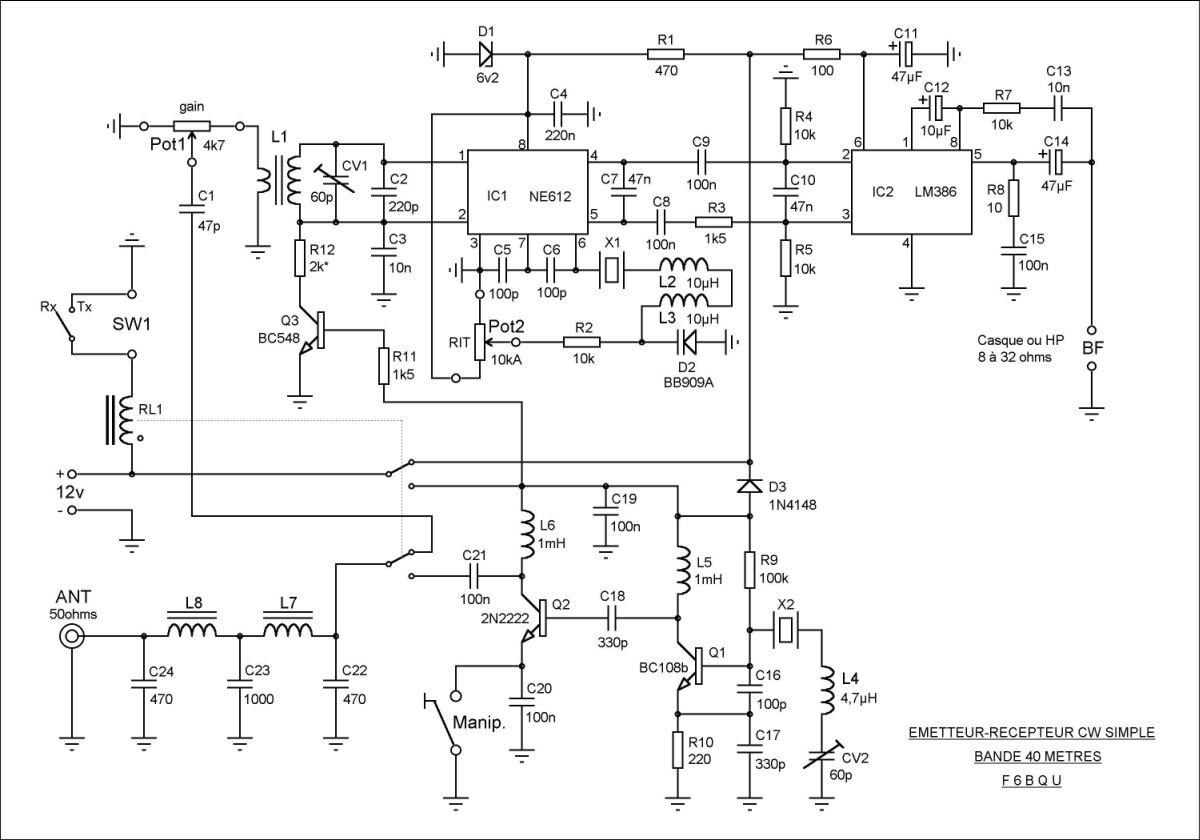 D1
6v2
R1
470
R6
100
C11
+
47µF
C13
10n
gain
Pot1
4k7
L1
C4
220n
R4
10k
C12
+
10µF
R7
10k
CV1
60p
C2
220p
8
1
4
C9
100n
6
1
8
2
5
C14
+
47µF
C1
47p
IC1
NE612
C7
47n
C10
47n
IC2
LM386
R8
10
2
5
C8
100n
R3
1k5
3
4
C3
10n
R12
2k*
3
7
6
X1
C5
100p
C6
100p
L2
10µH
R5
10k
C15
100n
Rx
Tx
SW1
Q3
BC548
L3
10µH
RIT
Pot2
10kA
R2
10k
D2
BB909A
R11
1k5
Casque ou HP
8 à 32 ohms
BF
RL1
+
12v
-
D3
1N4148
C19
100n
L6
1mH
C21
100n
L5
1mH
R9
100k
ANT
50ohms
L8
L7
Q2
2N2222
C18
330p
X2
Q1
BC108b
C24
470
C23
1000
C22
470
C20
100n
Manip.
C16
100p
L4
4,7µH
R10
220
C17
330p
CV2
60p
EMETTEUR-RECEPTEUR CW SIMPLE
BANDE 40 METRES
F 6 B Q U